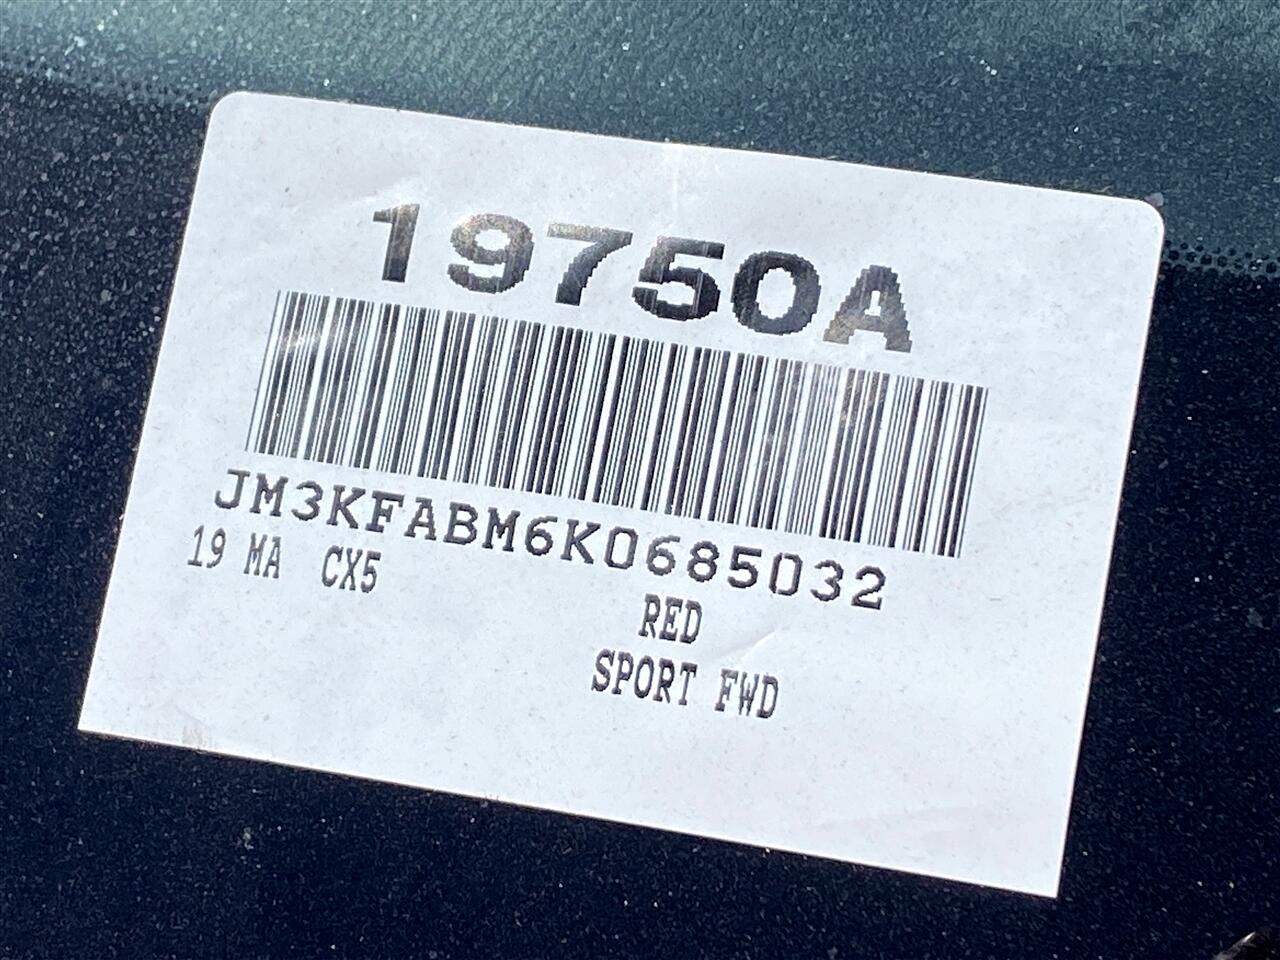 19750A
JM3KFABM6K0685032
19 MA CX5
RED
SPORT FWD